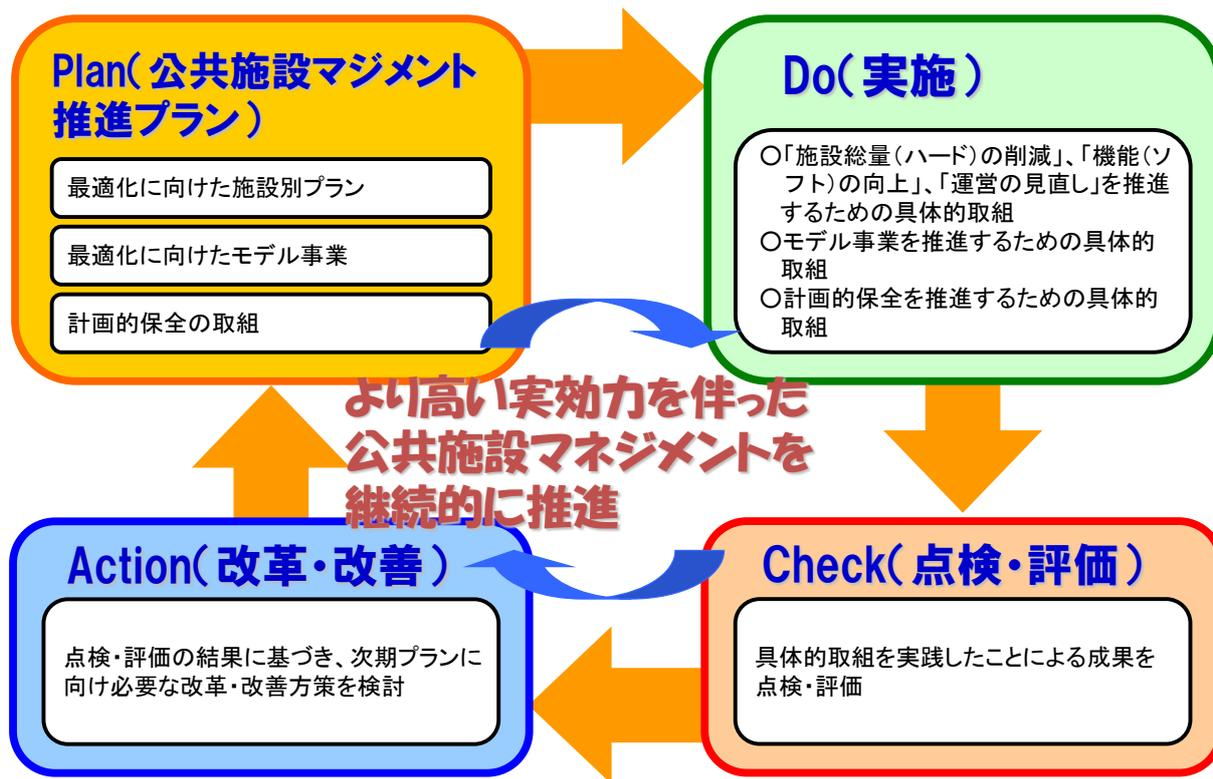 Plan(公共施設マジメント
推進プラン)
最適化に向けた施設別プラン
最適化に向けたモデル事業
計画的保全の取組
Do(実施)
○「施設総量(ハード)の削減」、「機能(ソ
フト)の向上」、「運営の見直し」を推進
するための具体的取組
○モデル事業を推進するための具体的
取組
○計画的保全を推進するための具体的
取組
より高い実効力を伴った
公共施設マネジメントを
継続的に推進
Action(改革・改善)
点検・評価の結果に基づき、次期プランに
向け必要な改革・改善方策を検討
Check(点検・評価)
具体的取組を実践したことによる成果を
点検・評価